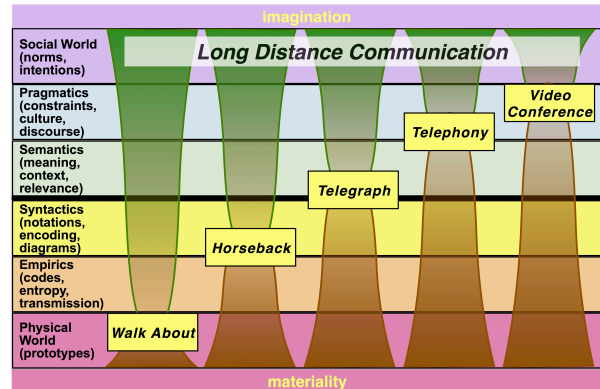 imagination
Long Distance Communication
Social World
(norms,
intentions)
Pragmatics
(constraints,
culture,
discourse)
Video
Conference
Telephony
Semantics
(meaning,
context,
relevance)
Telegraph
Syntactics
(notations,
encoding,
diagrams)
Horseback
Empirics
(codes,
entropy,
transmission)
Physical
World
(prototypes)
Walk About
materiality